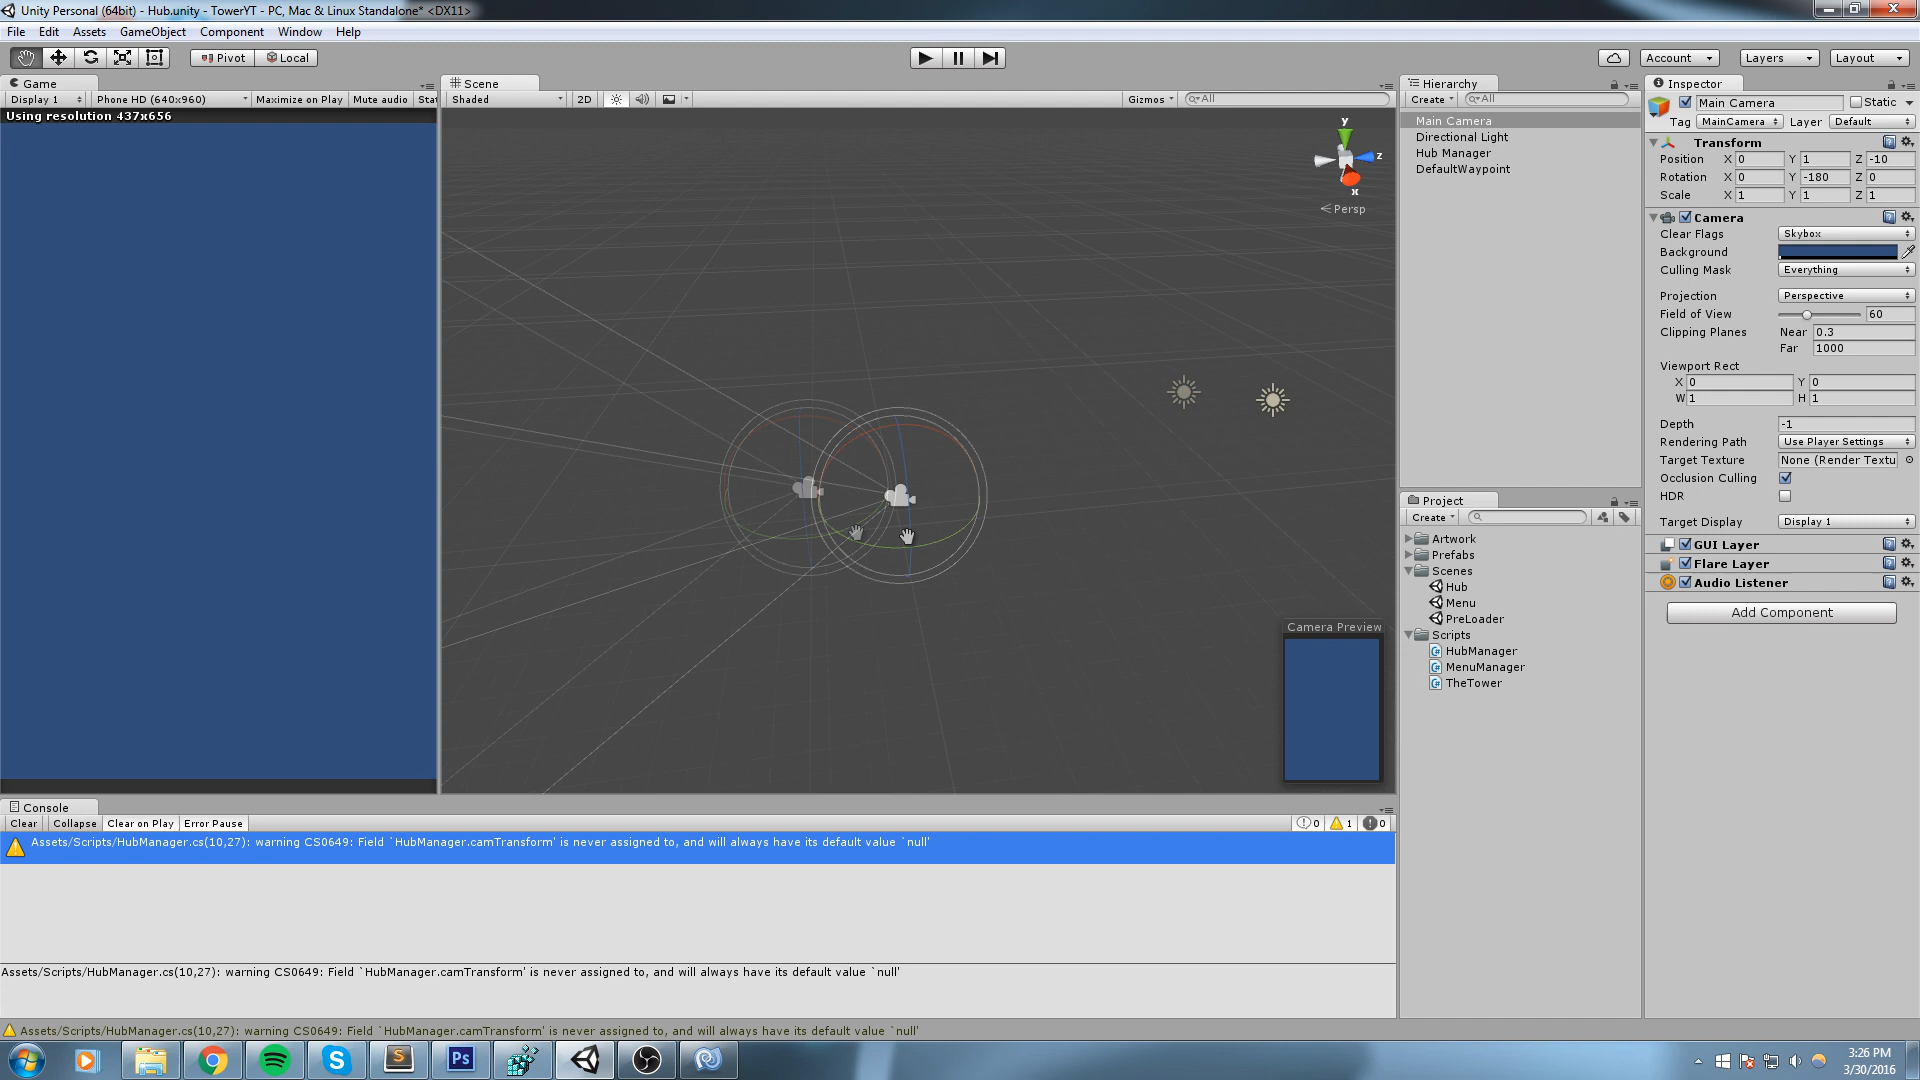 Unity Personal (64bit) - Hub.unity - TowerYT - PC, Mac & Linux Standalone* <DX11>
File Edit Assets GameObject Component Window Help
Pivot Local Account Layers Layout
Game
Display 1 Phone HD (640x960) Maximize on Play Mute audio Stat
Using resolution 437x656
Scene
Shaded 2D Gizmos All
y
z
x
Persp
Camera Preview
Hierarchy
Create All
Main Camera
Directional Light
Hub Manager
DefaultWaypoint
Project
Create
Artwork
Prefabs
Scenes
Hub
Menu
PreLoader
Scripts
HubManager
MenuManager
TheTower
Inspector
Main Camera Static
Tag MainCamera Layer Default
Transform
Position X 0 Y 1 Z -10
Rotation X 0 Y -180 Z 0
Scale X 1 Y 1 Z 1
Camera
Clear Flags Skybox
Background
Culling Mask Everything
Projection Perspective
Field of View 60
Clipping Planes Near 0.3
Far 1000
Viewport Rect
X 0 Y 0
W 1 H 1
Depth -1
Rendering Path Use Player Settings
Target Texture None (Render Textu
Occlusion Culling
HDR
Target Display Display 1
GUI Layer
Flare Layer
Audio Listener
Add Component
Console
Clear Collapse Clear on Play Error Pause 0 1 0
Assets/Scripts/HubManager.cs(10,27): warning CS0649: Field `HubManager.camTransform' is never assigned to, and will always have its default value `null'
Assets/Scripts/HubManager.cs(10,27): warning CS0649: Field `HubManager.camTransform' is never assigned to, and will always have its default value `null'
Assets/Scripts/HubManager.cs(10,27): warning CS0649: Field `HubManager.camTransform' is never assigned to, and will always have its default value `null'
S
S
Ps
3:26 PM
3/30/2016